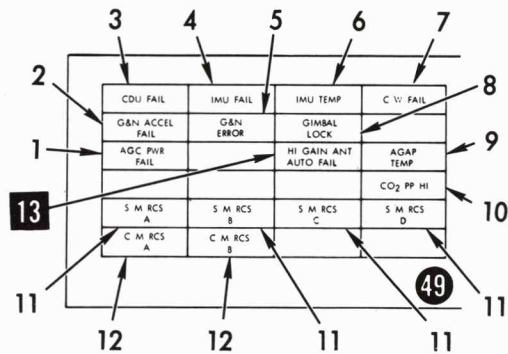 3 4 5 6 7
2 CDU FAIL IMU FAIL IMU TEMP C W FAIL 8
G&N ACCEL FAIL G&N ERROR GIMBAL LOCK
1 AGC PWR FAIL HI GAIN ANT AUTO FAIL AGAP TEMP 9
CO2 PP HI
13 S M RCS A S M RCS B S M RCS C S M RCS D 10
C M RCS A C M RCS B
49
11 12 12 11 11 11